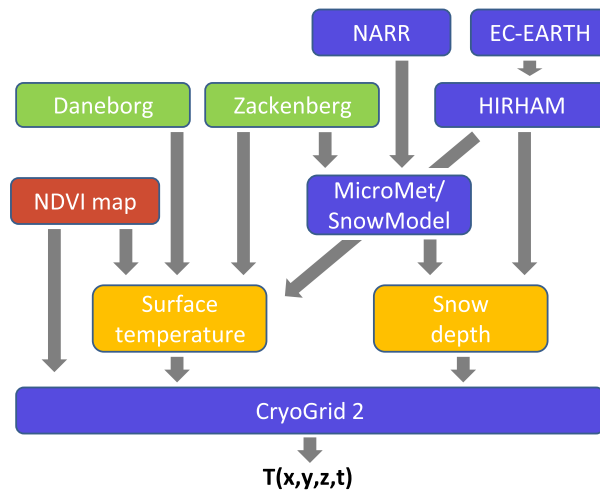 NARR
EC-EARTH
Daneborg
Zackenberg
HIRHAM
NDVI map
MicroMet/
SnowModel
Surface
temperature
Snow
depth
CryoGrid 2
T(x,y,z,t)